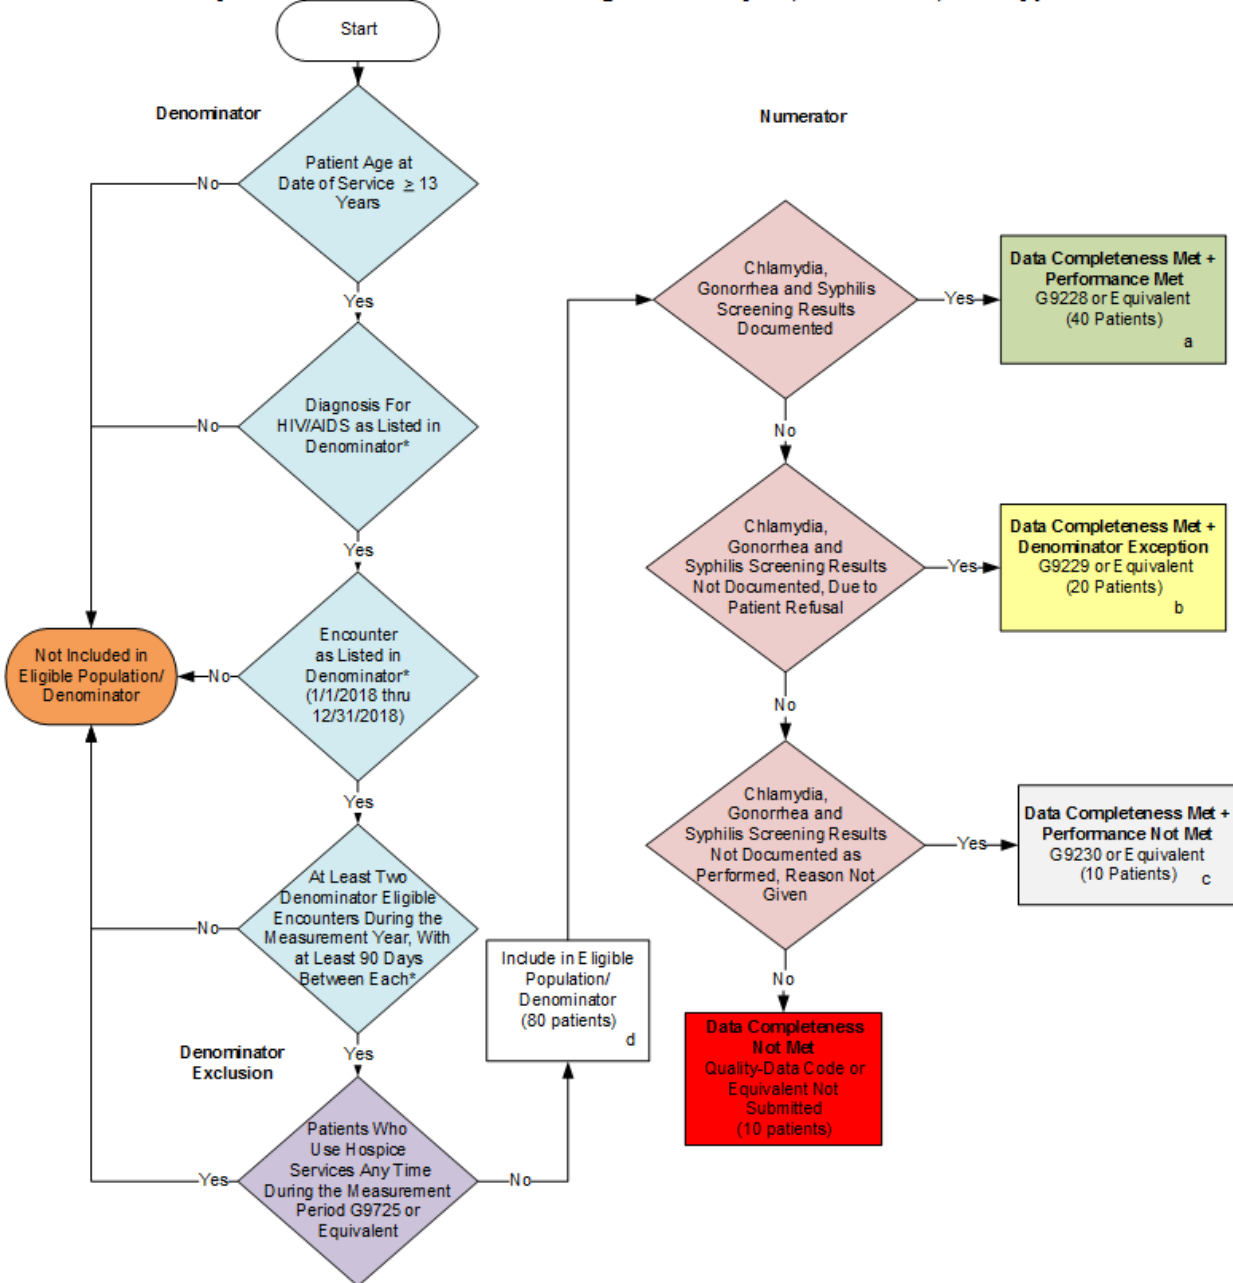 Start
Denominator
Patient Age at
Date of Service ≥ 13
Years
No
Yes
Diagnosis For
HIV/AIDS as Listed in
Denominator*
No
Yes
Encounter
as Listed in
Denominator*
(1/1/2018 thru
12/31/2018)
No
Not Included in
Eligible Population/
Denominator
Yes
At Least Two
Denominator Eligible
Encounters During the
Measurement Year, With
at Least 90 Days
Between Each*
No
Yes
Denominator
Exclusion
Patients Who
Use Hospice
Services Any Time
During the Measurement
Period G9725 or
Equivalent
Yes
No
Include in Eligible
Population/
Denominator
(80 patients)
d
Numerator
Chlamydia,
Gonorrhea and Syphilis
Screening Results
Documented
Yes
Data Completeness Met +
Performance Met
G9228 or Equivalent
(40 Patients)
a
No
Chlamydia,
Gonorrhea and
Syphilis Screening Results
Not Documented, Due to
Patient Refusal
Yes
Data Completeness Met +
Denominator Exception
G9229 or Equivalent
(20 Patients)
b
No
Chlamydia,
Gonorrhea and
Syphilis Screening Results
Not Documented as
Performed, Reason Not
Given
Yes
Data Completeness Met +
Performance Not Met
G9230 or Equivalent
(10 Patients)
c
No
Data Completeness
Not Met
Quality-Data Code or
Equivalent Not
Submitted
(10 patients)